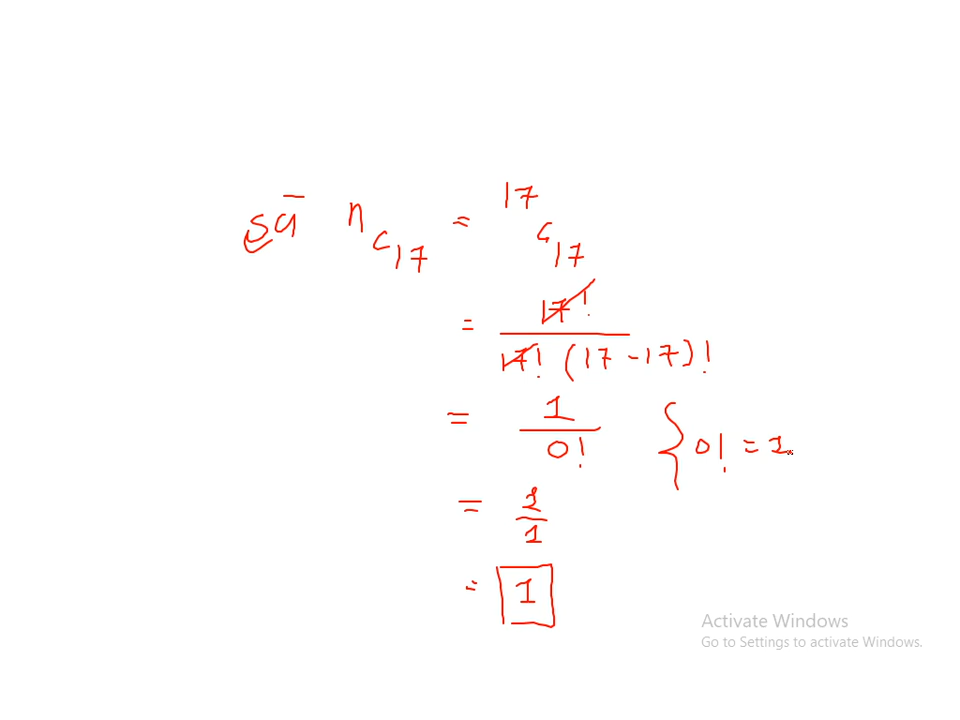 ⁿC₁₇ = ¹⁷C₁₇
= 17! / 17! (17 - 17)!
= 1 / 0! { 0! = 1
= 1 / 1
= 1
Activate Windows
Go to Settings to activate Windows.